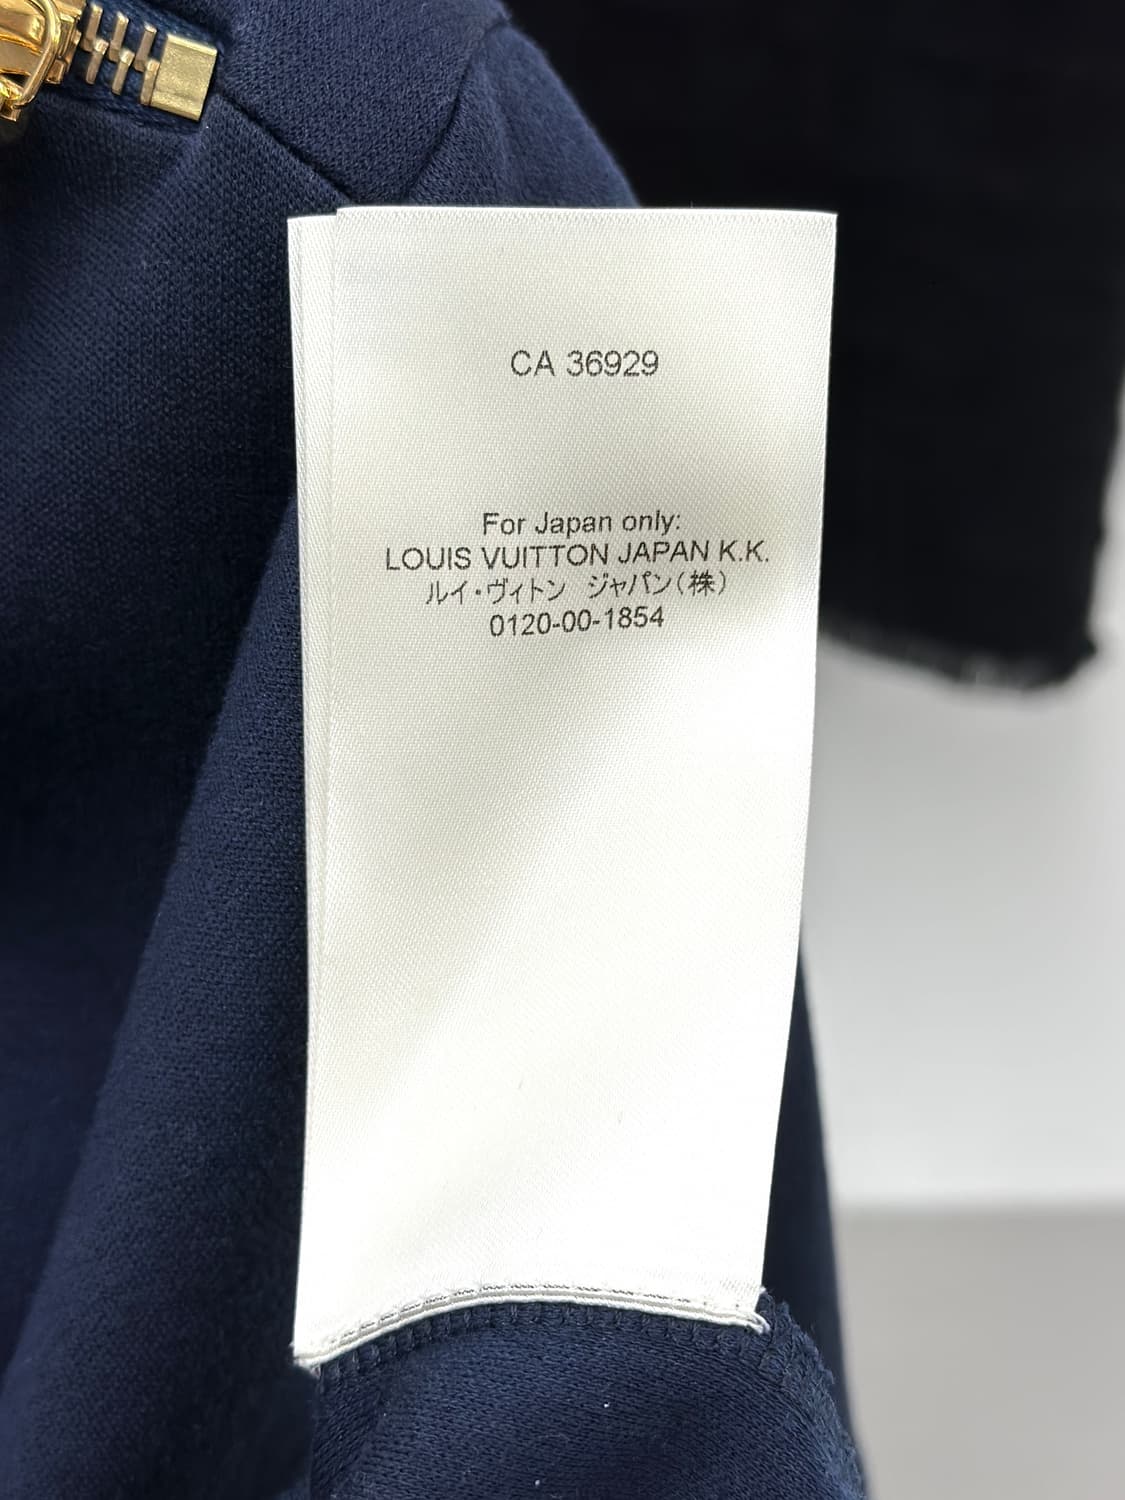 CA 36929
For Japan only:
LOUIS VUITTON JAPAN K.K.
ルイ・ヴィトン ジャパン(株)
0120-00-1854